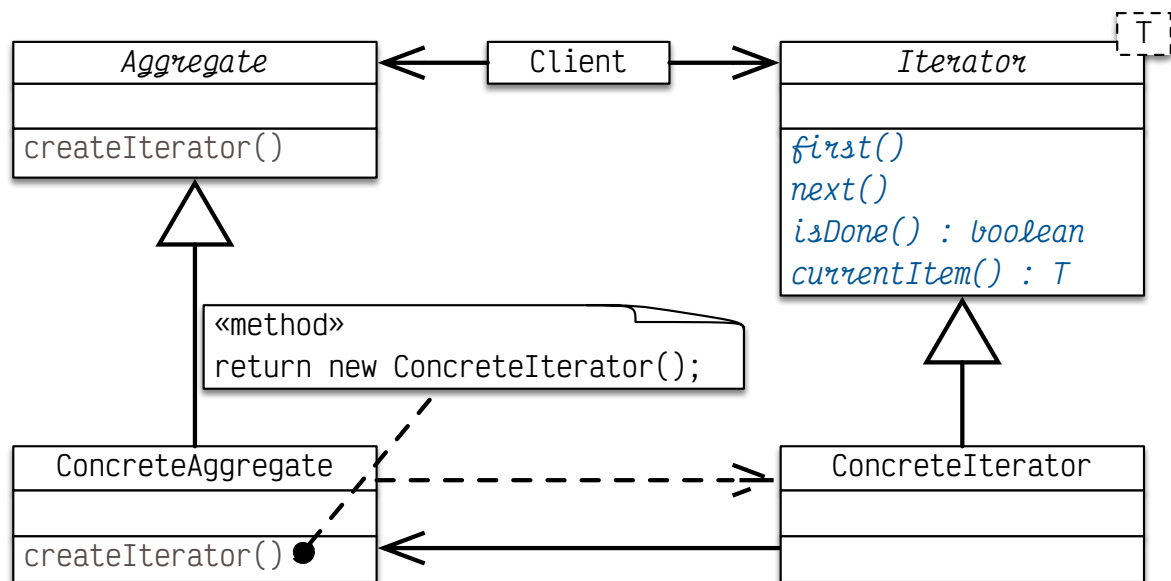 T
Aggregate
Client
Iterator
createIterator()
first()
next()
isDone() : boolean
currentItem() : T
«method»
return new ConcreteIterator();
ConcreteAggregate
ConcreteIterator
createIterator()